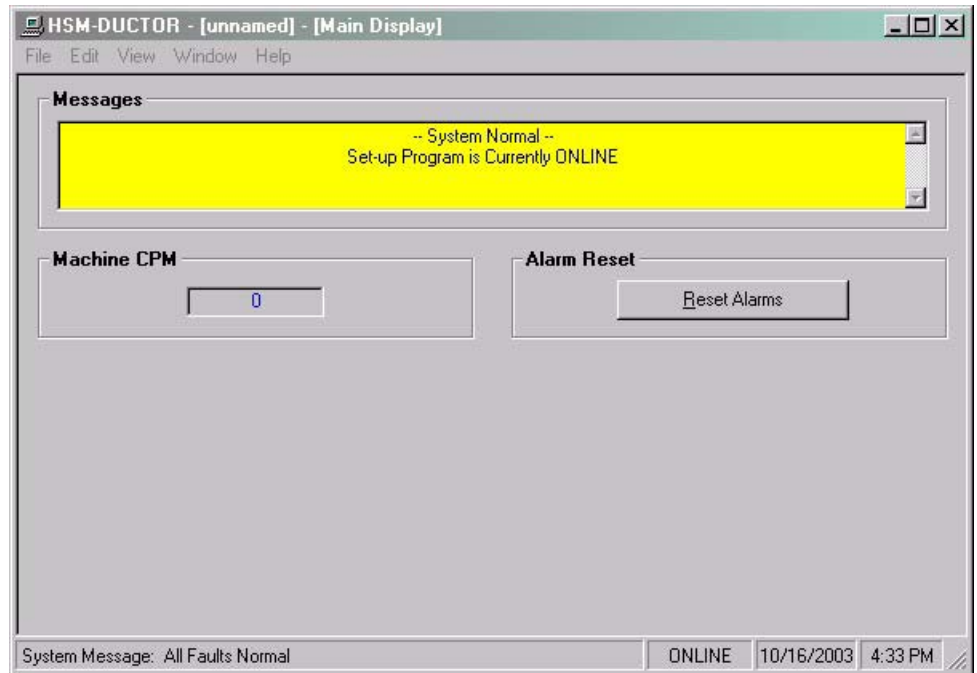 HSM-DUCTOR - [unnamed] - [Main Display]
File Edit View Window Help
Messages
-- System Normal --
Set-up Program is Currently ONLINE
Machine CPM
0
Alarm Reset
Reset Alarms
System Message: All Faults Normal
ONLINE
10/16/2003
4:33 PM